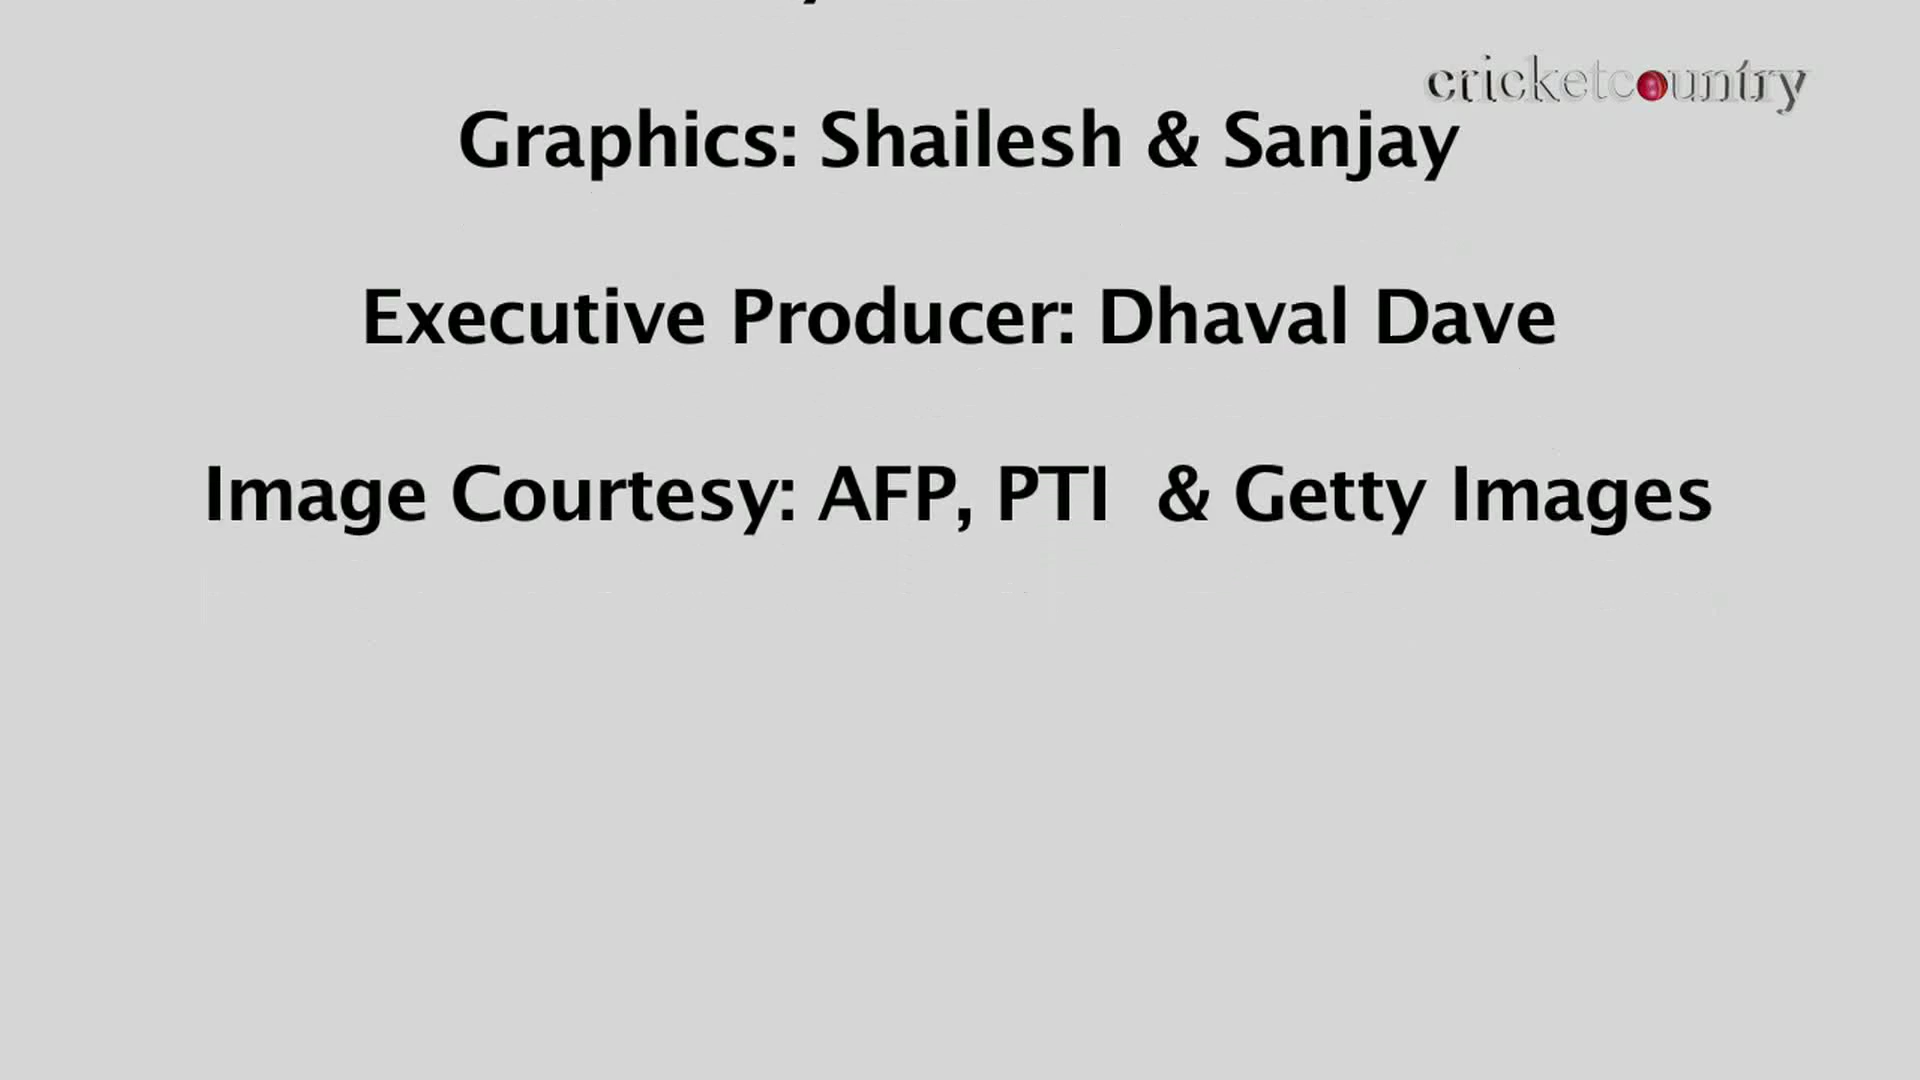 cricketcountry
Graphics: Shailesh & Sanjay
Executive Producer: Dhaval Dave
Image Courtesy: AFP, PTI  & Getty Images